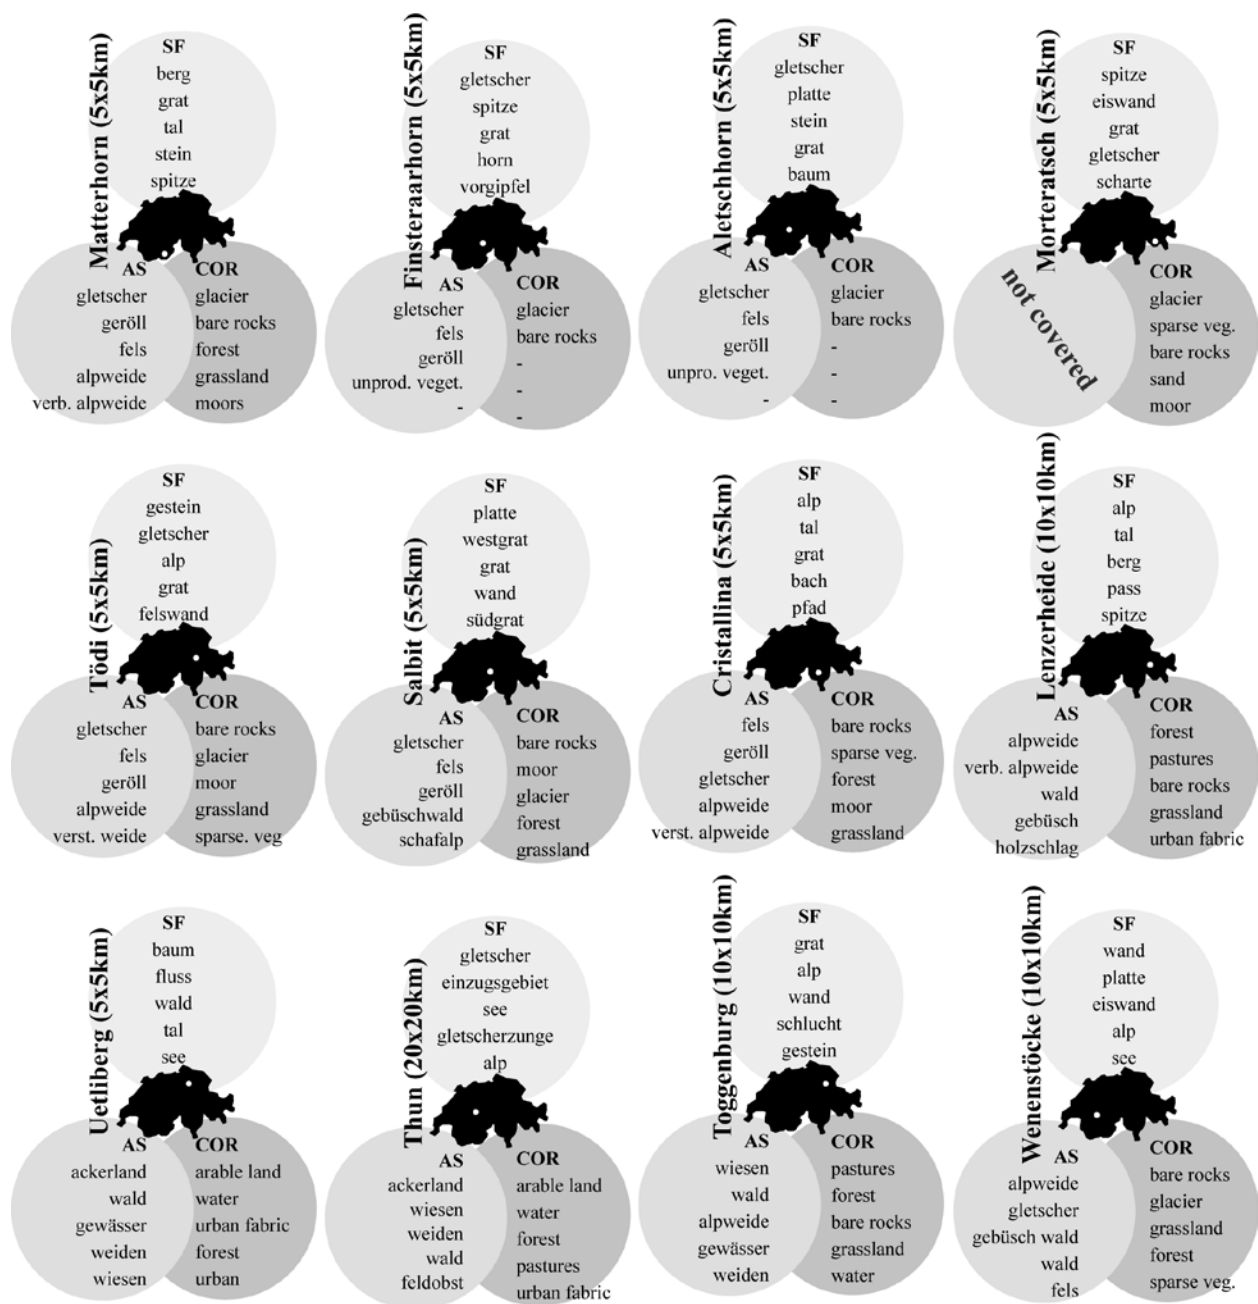 Matterhorn (5x5km)
SF
berg
grat
tal
stein
spitze
AS
gletscher
geröll
fels
alpweide
verb. alpweide
COR
glacier
bare rocks
forest
grassland
moors
Finsteraarhorn (5x5km)
SF
gletscher
spitze
grat
horn
vorgipfel
AS
gletscher
fels
geröll
unprod. veget.
-
COR
glacier
bare rocks
-
-
-
Aletschhorn (5x5km)
SF
gletscher
platte
stein
grat
baum
AS
gletscher
fels
geröll
unpro. veget.
-
COR
glacier
bare rocks
-
-
-
Morteratsch (5x5km)
SF
spitze
eiswand
grat
gletscher
scharte
not covered
COR
glacier
sparse veg.
bare rocks
sand
moor
Tödi (5x5km)
SF
gestein
gletscher
alp
grat
felswand
AS
gletscher
fels
geröll
alpweide
verst. weide
COR
bare rocks
glacier
moor
grassland
sparse. veg
Salbit (5x5km)
SF
platte
westgrat
grat
wand
südgrat
AS
gletscher
fels
geröll
gebüschwald
schafalp
COR
bare rocks
moor
glacier
forest
grassland
Cristallina (5x5km)
SF
alp
tal
grat
bach
pfad
AS
fels
geröll
gletscher
alpweide
verst. alpweide
COR
bare rocks
sparse veg.
forest
moor
grassland
Lenzerheide (10x10km)
SF
alp
tal
berg
pass
spitze
AS
alpweide
verb. alpweide
wald
gebüsch
holzschlag
COR
forest
pastures
bare rocks
grassland
urban fabric
Uetliberg (5x5km)
SF
baum
fluss
wald
tal
see
AS
ackerland
wald
gewässer
weiden
wiesen
COR
arable land
water
urban fabric
forest
urban
Thun (20x20km)
SF
gletscher
einzugsgebiet
see
gletscherzunge
alp
AS
ackerland
wiesen
weiden
wald
feldobst
COR
arable land
water
forest
pastures
urban fabric
Toggenburg (10x10km)
SF
grat
alp
wand
schlucht
gestein
AS
wiesen
wald
alpweide
gewässer
weiden
COR
pastures
forest
bare rocks
grassland
water
Wenenstöcke (10x10km)
SF
wand
platte
eiswand
alp
see
AS
alpweide
gletscher
gebüsch wald
wald
fels
COR
bare rocks
glacier
grassland
forest
sparse veg.